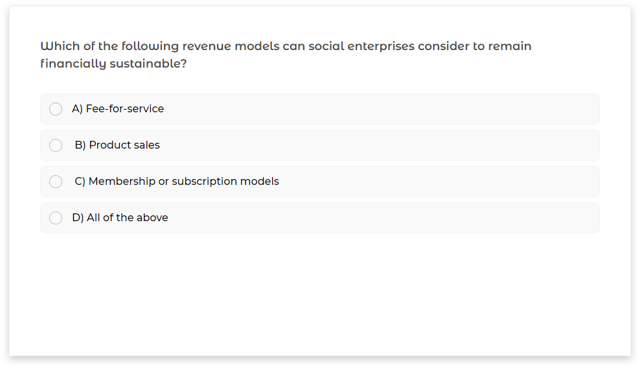 Which of the following revenue models can social enterprises consider to remain
financially sustainable?
A) Fee-for-service
B) Product sales
C) Membership or subscription models
D) All of the above